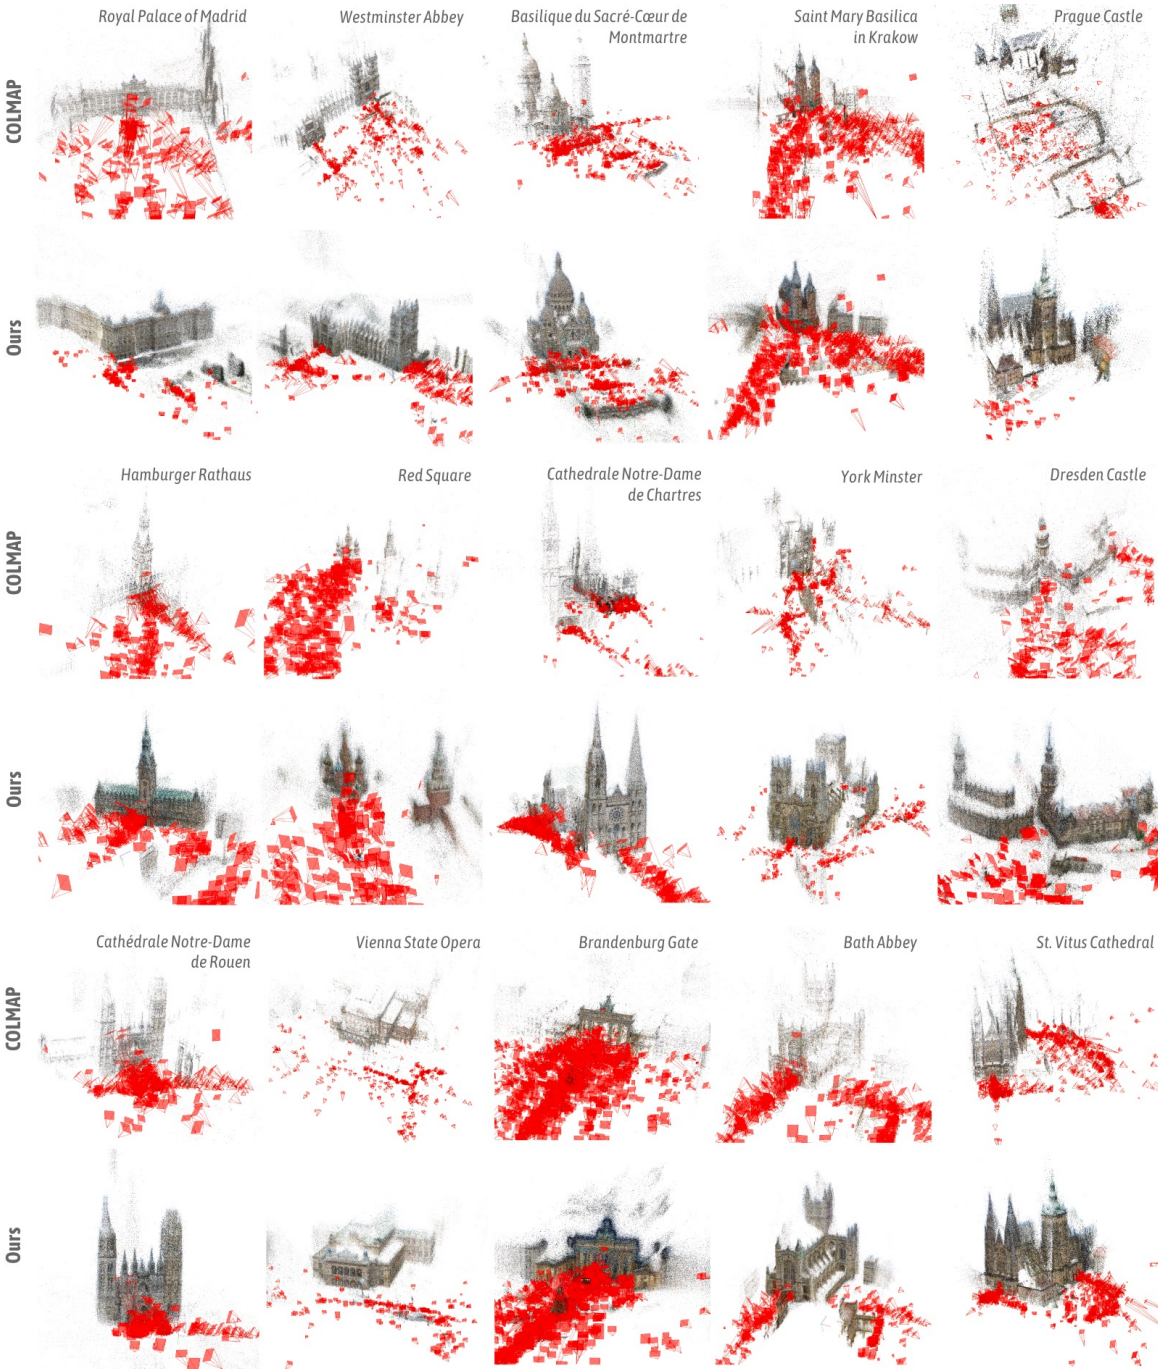 Royal Palace of Madrid
Westminster Abbey
Basilique du Sacré-Cœur de
Montmartre
Saint Mary Basilica
in Krakow
Prague Castle
COLMAP
Ours
Hamburger Rathaus
Red Square
Cathedrale Notre-Dame
de Chartres
York Minster
Dresden Castle
COLMAP
Ours
Cathédrale Notre-Dame
de Rouen
Vienna State Opera
Brandenburg Gate
Bath Abbey
St. Vitus Cathedral
COLMAP
Ours